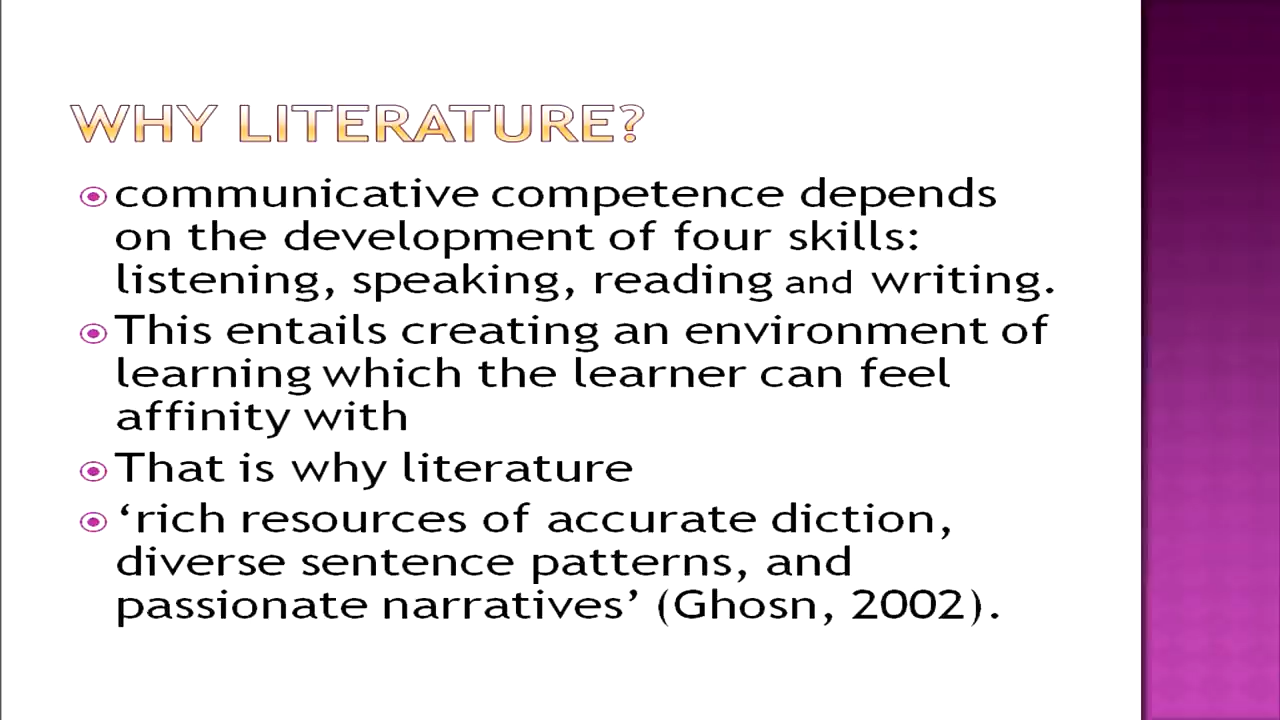 WHY LITERATURE?
communicative competence depends
on the development of four skills:
listening, speaking, reading and writing.
This entails creating an environment of
learning which the learner can feel
affinity with
That is why literature
‘rich resources of accurate diction,
diverse sentence patterns, and
passionate narratives’ (Ghosn, 2002).